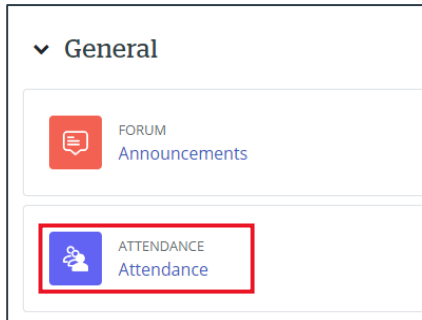 General
FORUM
Announcements
ATTENDANCE
Attendance